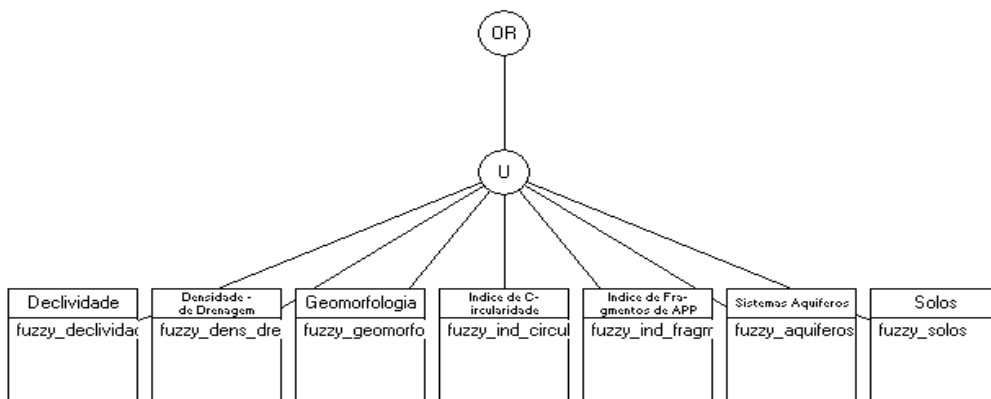 OR
U
Declividade
Densidade -
de Drenagem
Geomorfologia
Indice de C-
ircularidade
Indice de Fra-
gmentos de APP
Sistemas Aquiferos
Solos
fuzzy_declividad
fuzzy_dens_dre
fuzzy_geomorfo
fuzzy_ind_circul
fuzzy_ind_fragm
fuzzy_aquiferos
fuzzy_solos